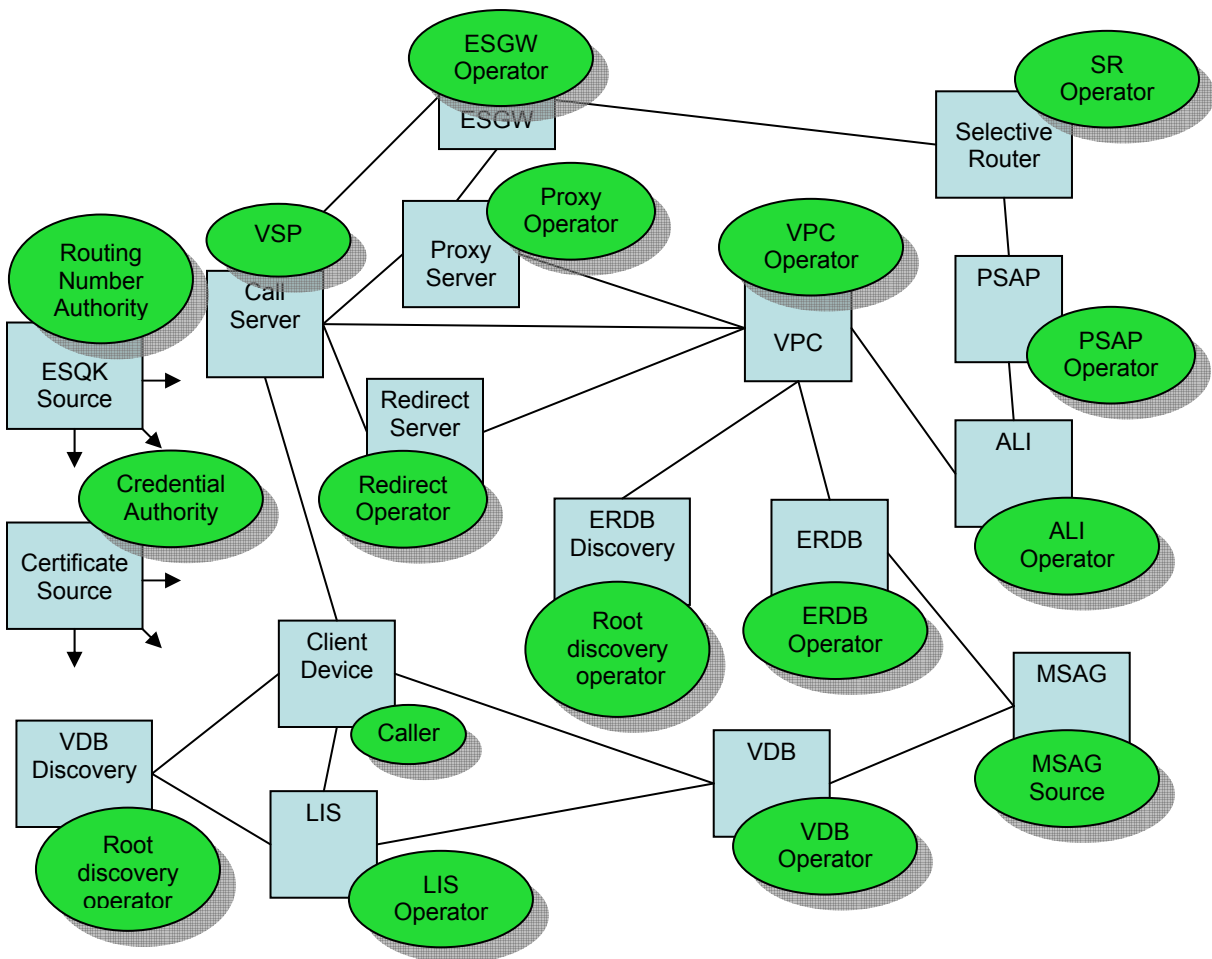 ESGW
Operator
ESGW
SR
Operator
Selective
Router
Proxy
Operator
Proxy
Server
VSP
Call
Server
VPC
Operator
VPC
Routing
Number
Authority
ESQK
Source
PSAP
PSAP
Operator
Redirect
Server
Redirect
Operator
ALI
ALI
Operator
Credential
Authority
Certificate
Source
ERDB
Discovery
Root
discovery
operator
ERDB
ERDB
Operator
Client
Device
Caller
MSAG
MSAG
Source
VDB
Discovery
Root
discovery
operator
LIS
LIS
Operator
VDB
VDB
Operator